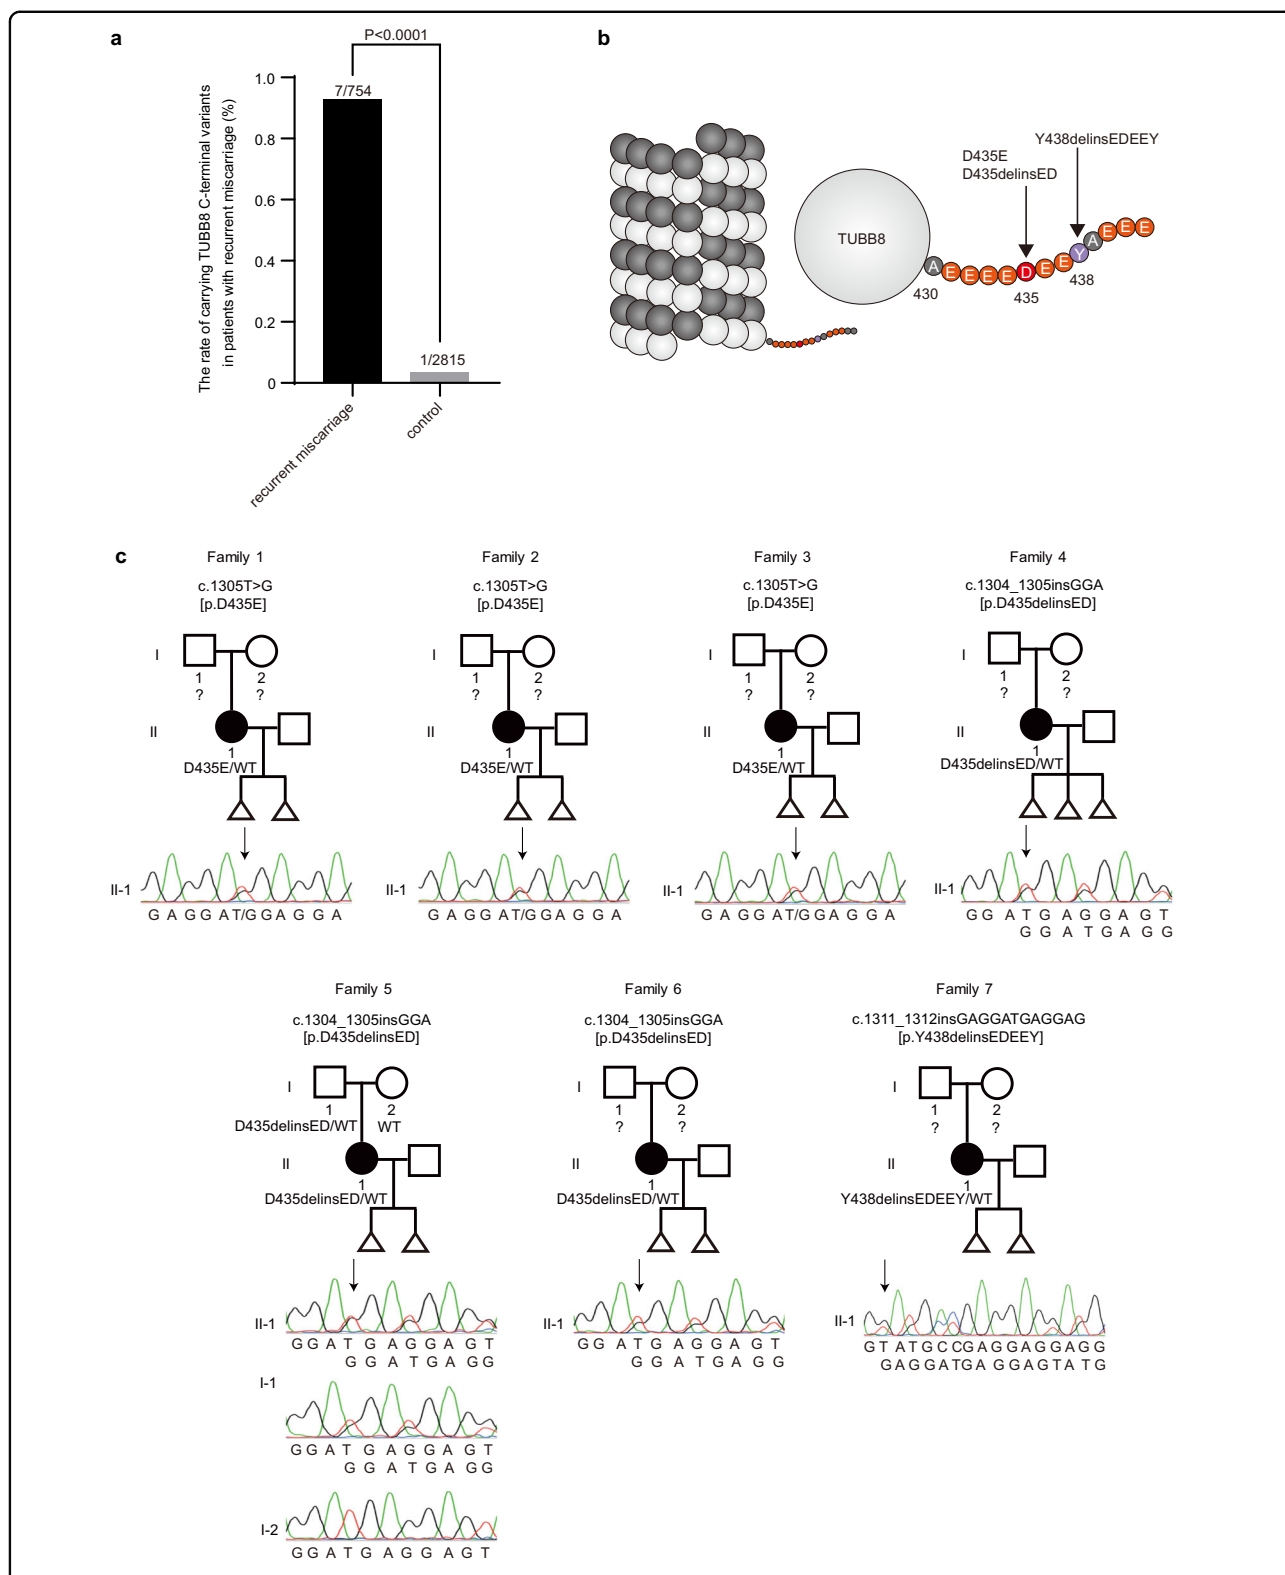 a
P<0.0001
The rate of carrying TUBB8 C-terminal variants
in patients with recurrent miscarriage (%)
1.0
0.8
0.6
0.4
0.2
0
7/754
1/2815
recurrent miscarriage
control
b
Y438delinsEDEEY
D435E
D435delinsED
TUBB8
A E E E E D E E Y A E E E
430
435
438
c
Family 1
c.1305T>G
[p.D435E]
I
1 2
? ?
II
1
D435E/WT
II-1
G A G G A T/G G A G G A
Family 2
c.1305T>G
[p.D435E]
I
1 2
? ?
II
1
D435E/WT
II-1
G A G G A T/G G A G G A
Family 3
c.1305T>G
[p.D435E]
I
1 2
? ?
II
1
D435E/WT
II-1
G A G G A T/G G A G G A
Family 4
c.1304_1305insGGA
[p.D435delinsED]
I
1 2
? ?
II
1
D435delinsED/WT
II-1
G G A T G A G G A G T
G G A T G A G G
Family 5
c.1304_1305insGGA
[p.D435delinsED]
I
1 2
D435delinsED/WT WT
II
1
D435delinsED/WT
II-1
G G A T G A G G A G T
G G A T G A G G
I-1
G G A T G A G G A G T
G G A T G A G G
I-2
G G A T G A G G A G T
Family 6
c.1304_1305insGGA
[p.D435delinsED]
I
1 2
? ?
II
1
D435delinsED/WT
II-1
G G A T G A G G A G T
G G A T G A G G
Family 7
c.1311_1312insGAGGATGAGGAG
[p.Y438delinsEDEEY]
I
1 2
? ?
II
1
Y438delinsEDEEY/WT
II-1
G T A T G C C G A G G A G G A G G
G A G G A T G A G G A G T A T G